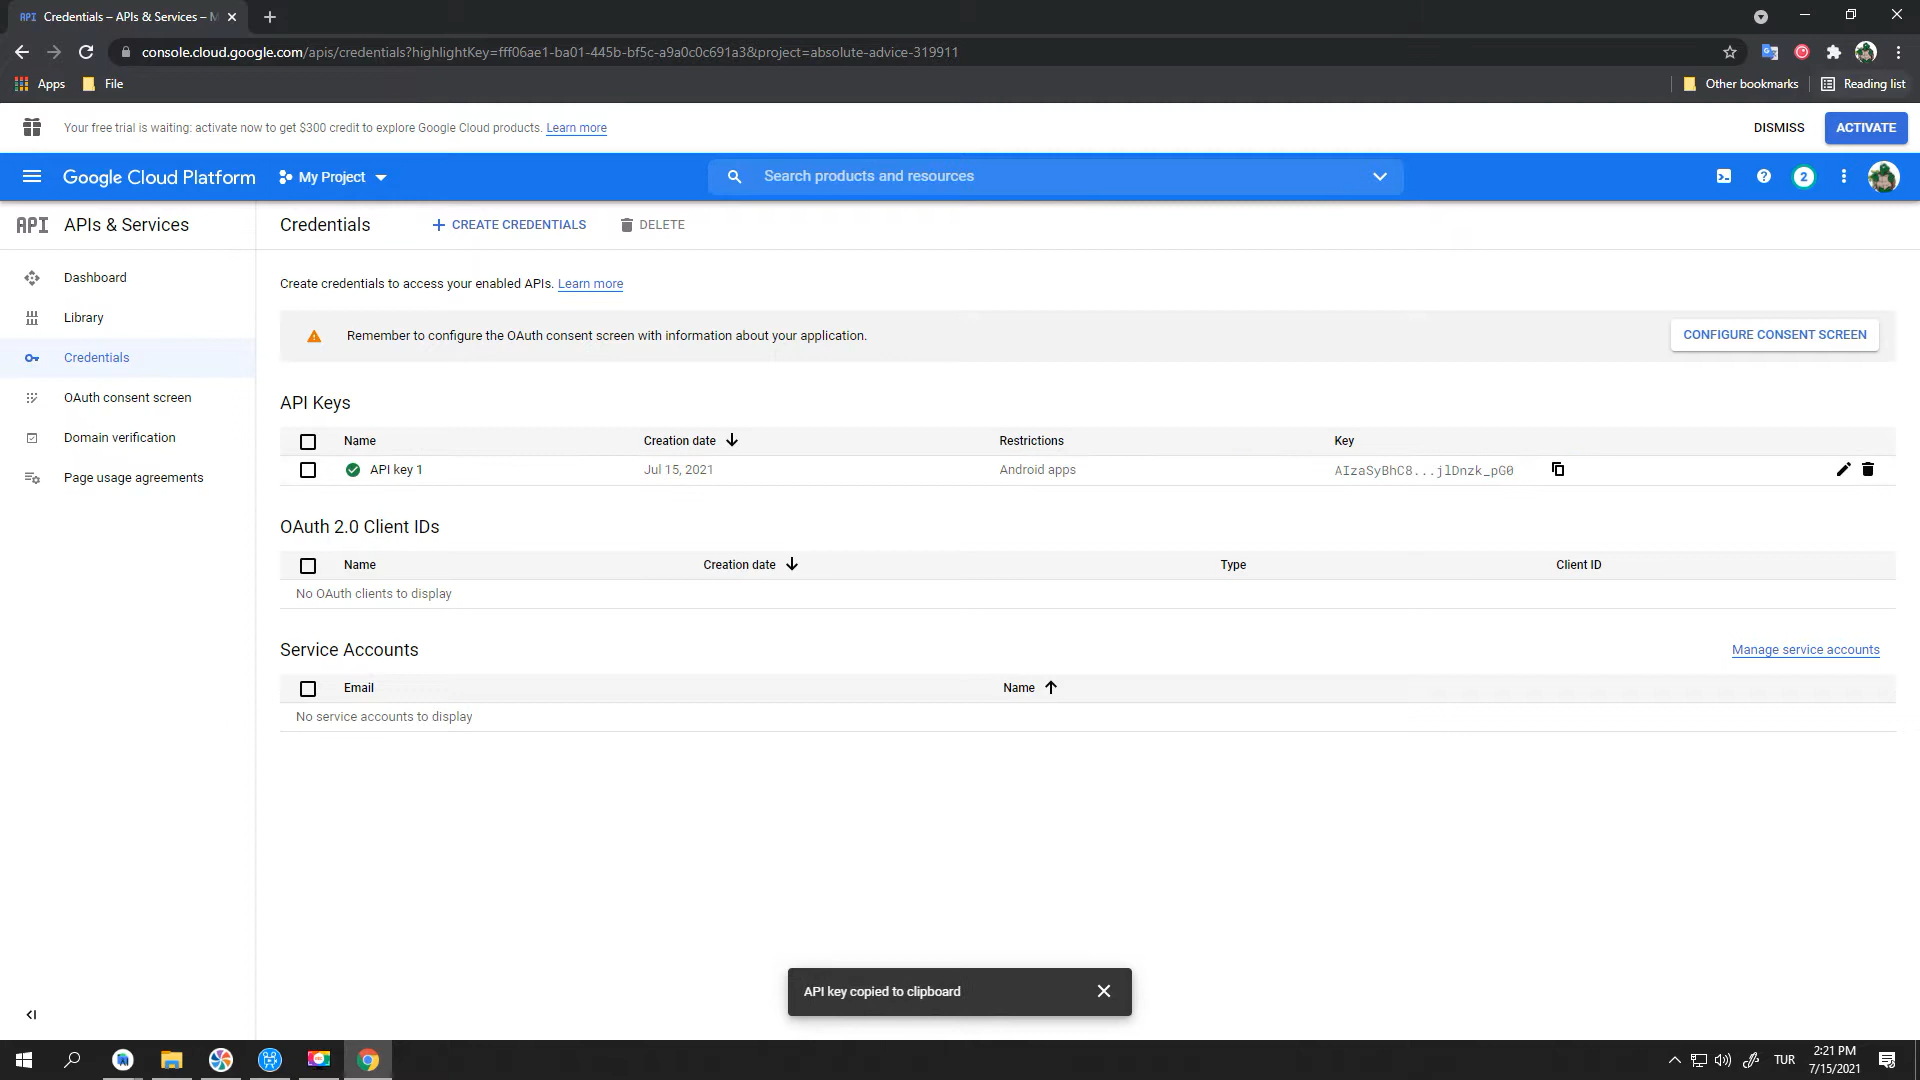 API Credentials – APIs & Services – M
console.cloud.google.com/apis/credentials?highlightKey=fff06ae1-ba01-445b-bf5c-a9a0c0c691a3&project=absolute-advice-319911
Apps File Other bookmarks Reading list
Your free trial is waiting: activate now to get $300 credit to explore Google Cloud products. Learn more DISMISS ACTIVATE
Google Cloud Platform My Project Search products and resources 2
API APIs & Services
Credentials CREATE CREDENTIALS DELETE
Dashboard
Library
Credentials
OAuth consent screen
Domain verification
Page usage agreements
Create credentials to access your enabled APIs. Learn more
Remember to configure the OAuth consent screen with information about your application. CONFIGURE CONSENT SCREEN
API Keys
Name Creation date Restrictions Key
API key 1 Jul 15, 2021 Android apps AIzaSyBhC8...jlDnzk_pG0
OAuth 2.0 Client IDs
Name Creation date Type Client ID
No OAuth clients to display
Service Accounts Manage service accounts
Email Name
No service accounts to display
API key copied to clipboard
TUR 2:21 PM
7/15/2021